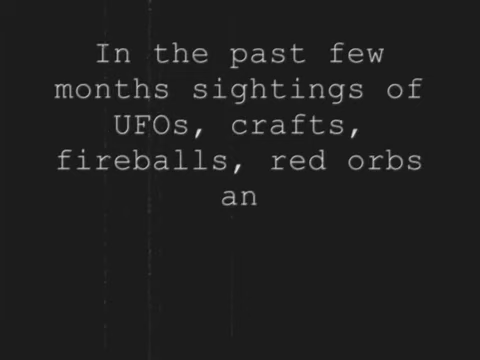 In the past few
months sightings of
UFOs, crafts,
fireballs, red orbs
an